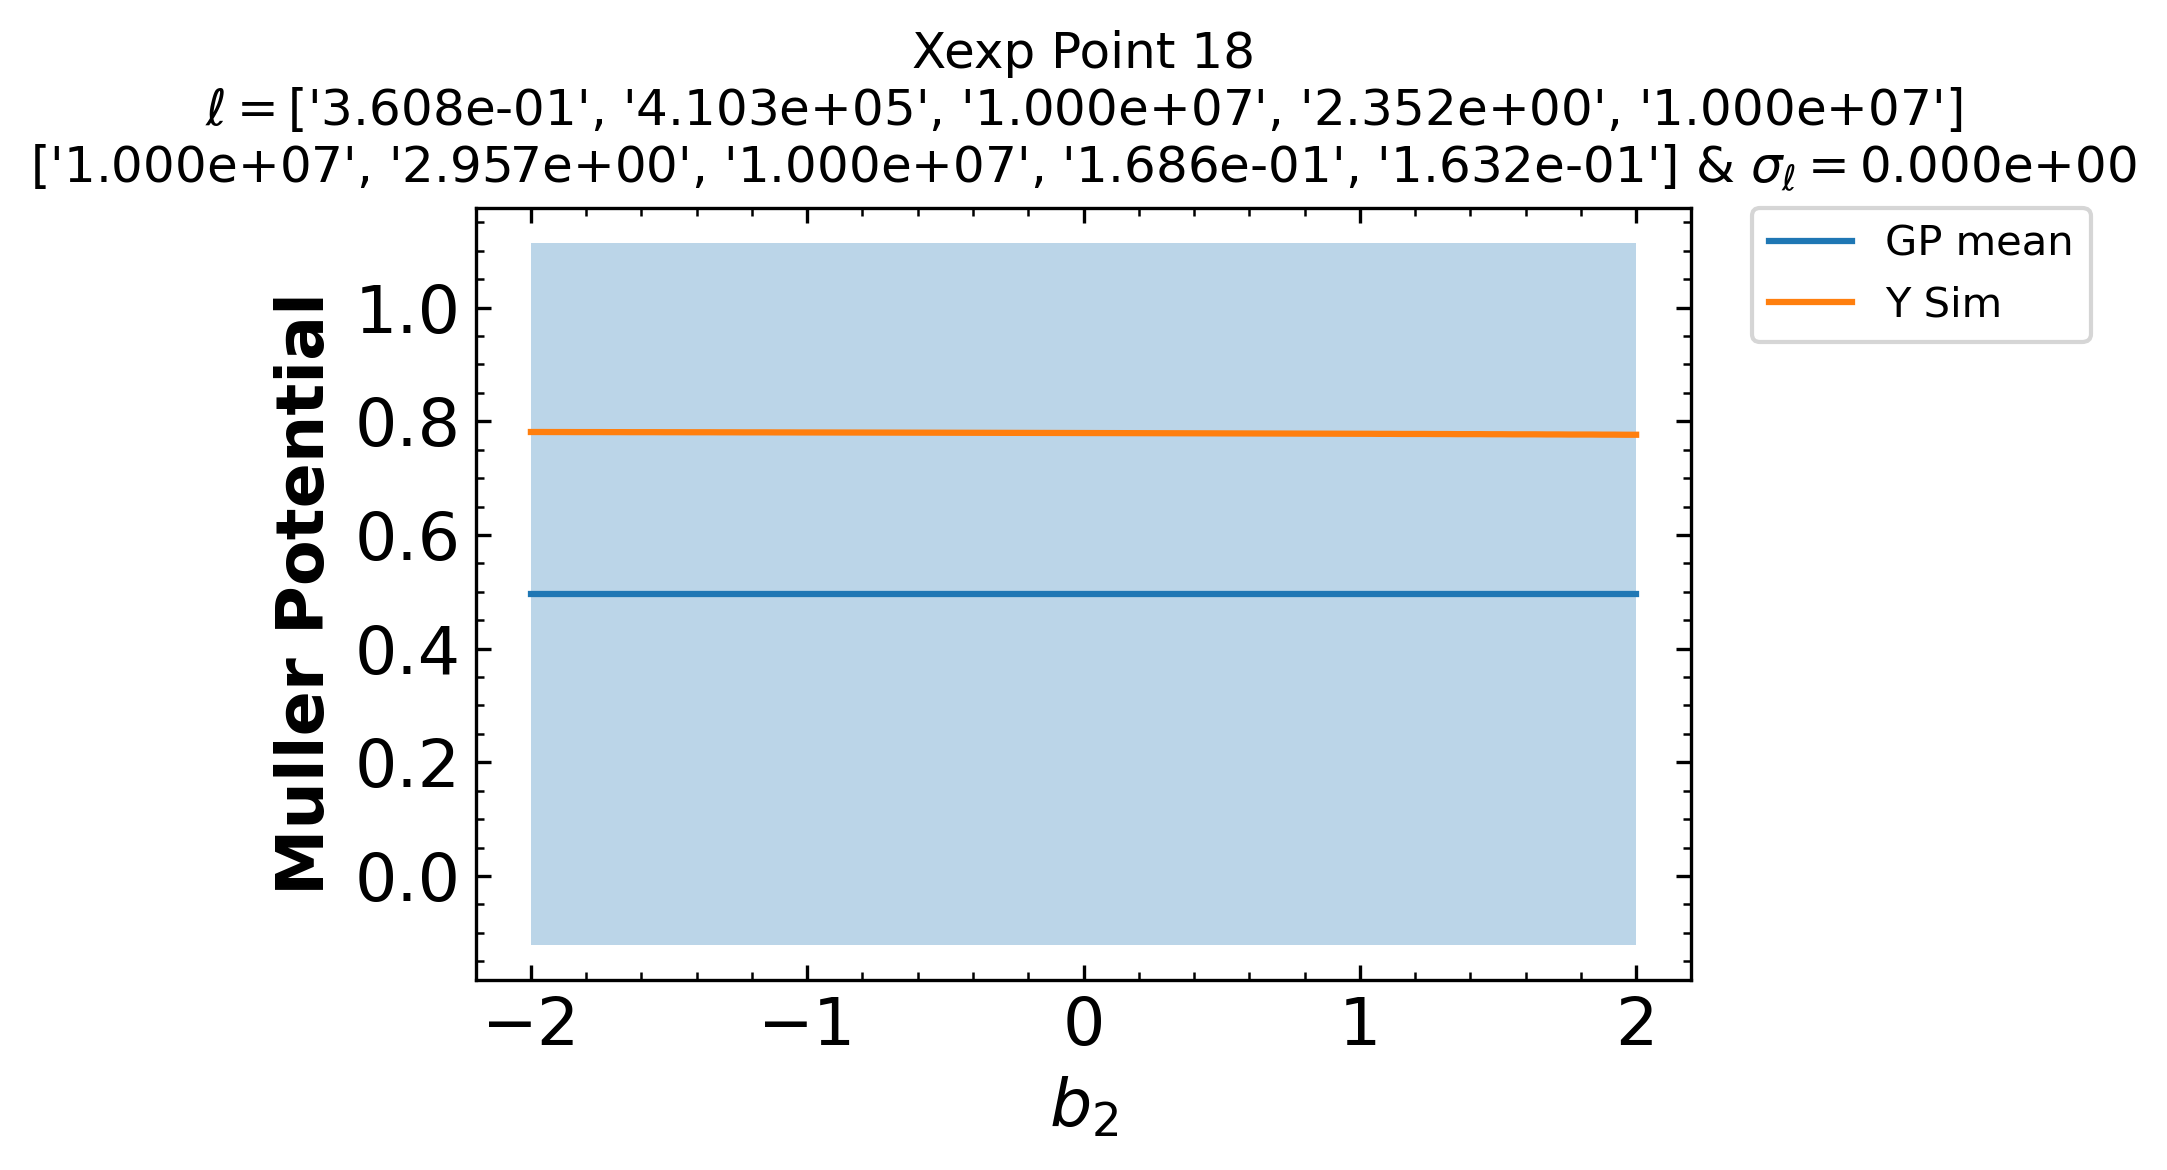 Xexp Point 18
ℓ = ['3.608e-01', '4.103e+05', '1.000e+07', '2.352e+00', '1.000e+07']
['1.000e+07', '2.957e+00', '1.000e+07', '1.686e-01', '1.632e-01'] & σℓ = 0.000e+00
GP mean
Y Sim
Muller Potential
1.0
0.8
0.6
0.4
0.2
0.0
−2 −1 0 1 2
b₂